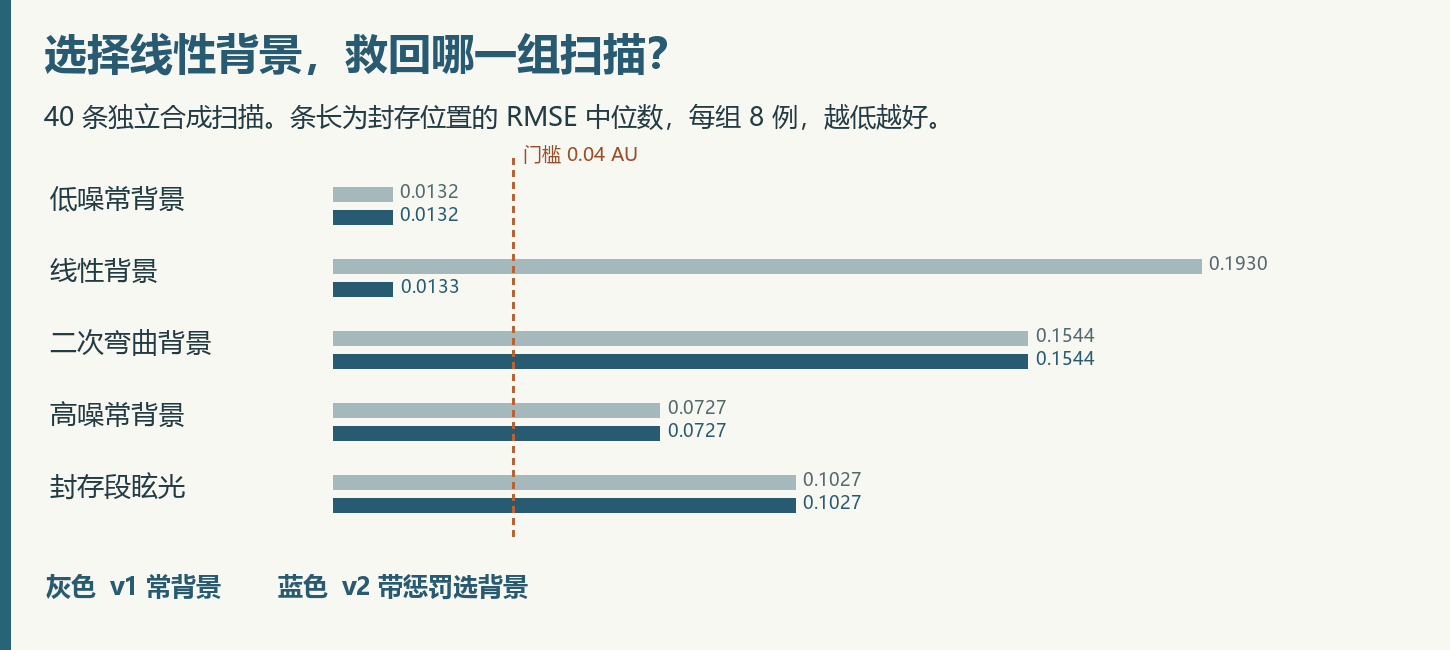 选择线性背景，救回哪一组扫描？
40 条独立合成扫描。条长为封存位置的 RMSE 中位数，每组 8 例，越低越好。
门槛 0.04 AU
低噪常背景
0.0132
0.0132
线性背景
0.1930
0.0133
二次弯曲背景
0.1544
0.1544
高噪常背景
0.0727
0.0727
封存段眩光
0.1027
0.1027
灰色 v1 常背景 蓝色 v2 带惩罚选背景